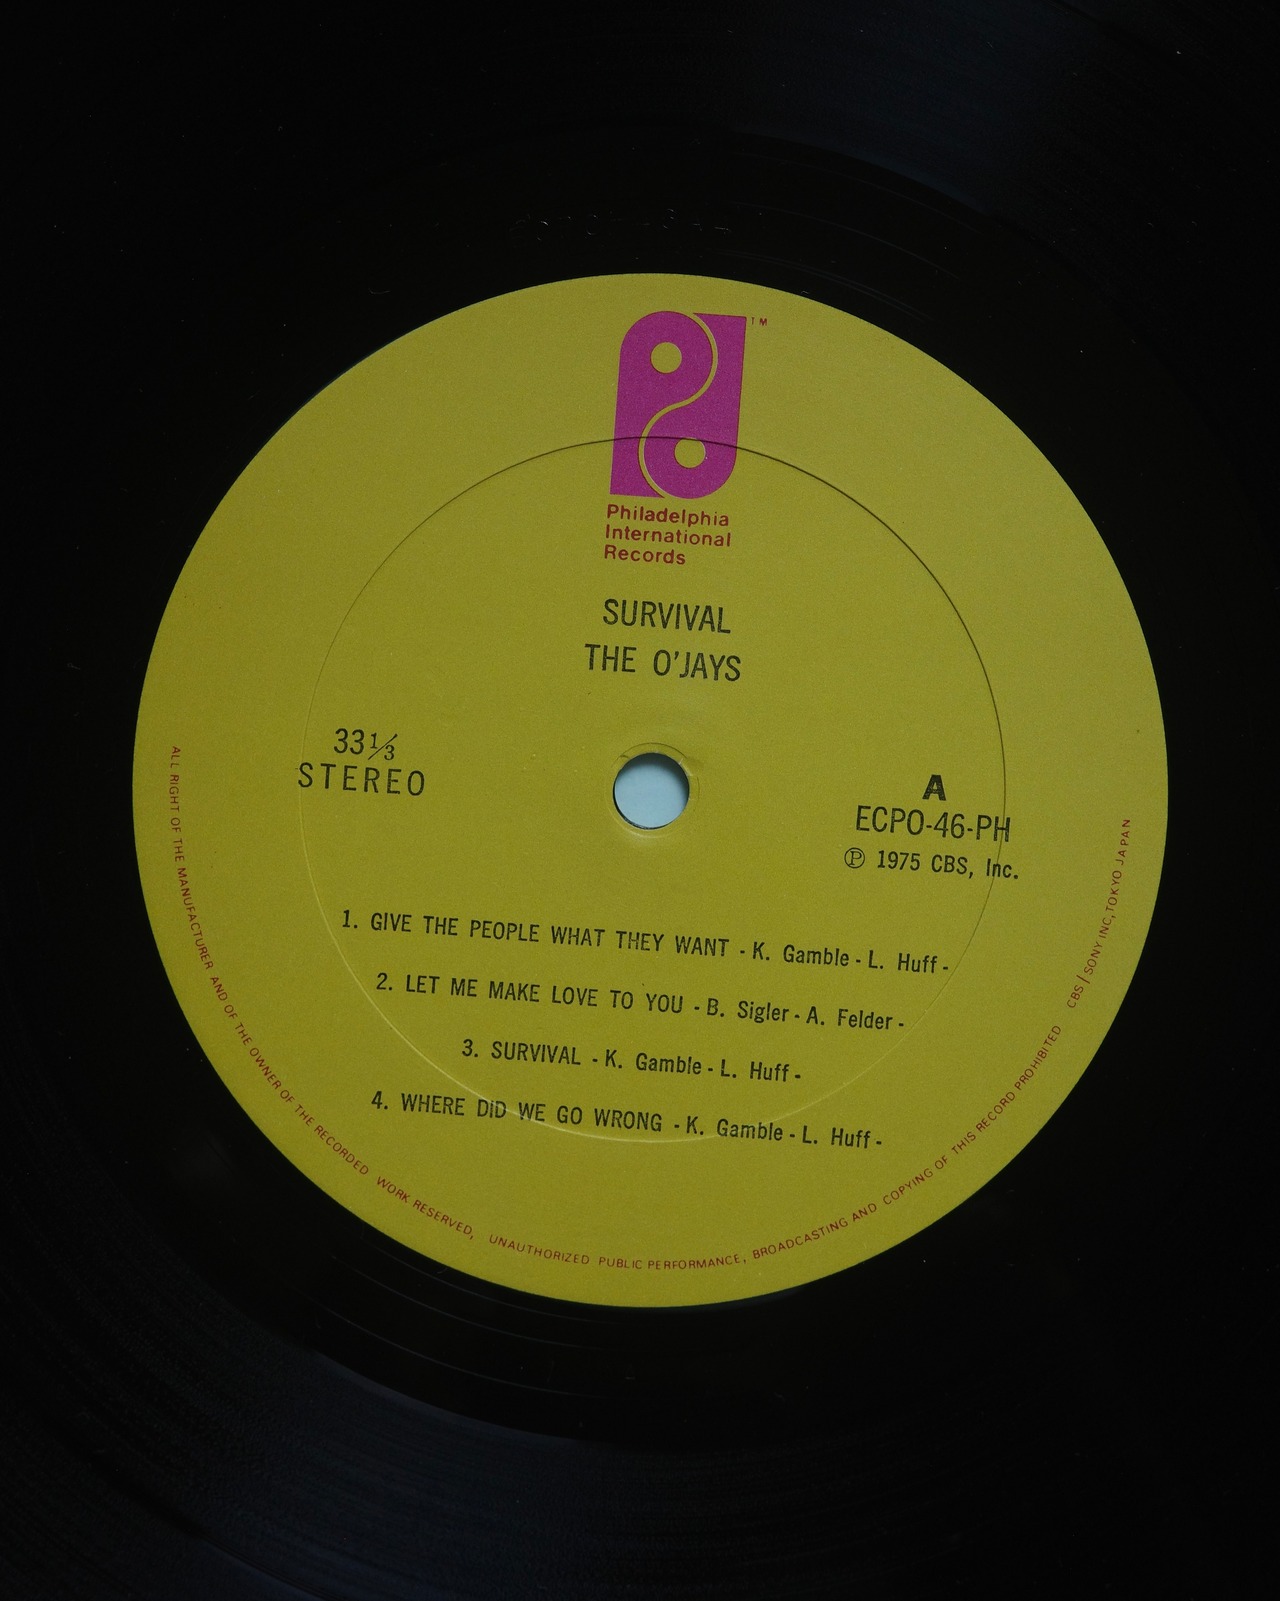 TM
Philadelphia
International
Records
SURVIVAL
THE O'JAYS
33 1/3
STEREO
A
ECPO-46-PH
Ⓟ 1975 CBS, Inc.
1. GIVE THE PEOPLE WHAT THEY WANT - K. Gamble - L. Huff -
2. LET ME MAKE LOVE TO YOU - B. Sigler - A. Felder -
3. SURVIVAL - K. Gamble - L. Huff -
4. WHERE DID WE GO WRONG - K. Gamble - L. Huff -
ALL RIGHT OF THE MANUFACTURER AND OF THE OWNER OF THE RECORDED WORK RESERVED, UNAUTHORIZED PUBLIC PERFORMANCE, BROADCASTING AND COPYING OF THIS RECORD PROHIBITED CBS/SONY INC, TOKYO JAPAN